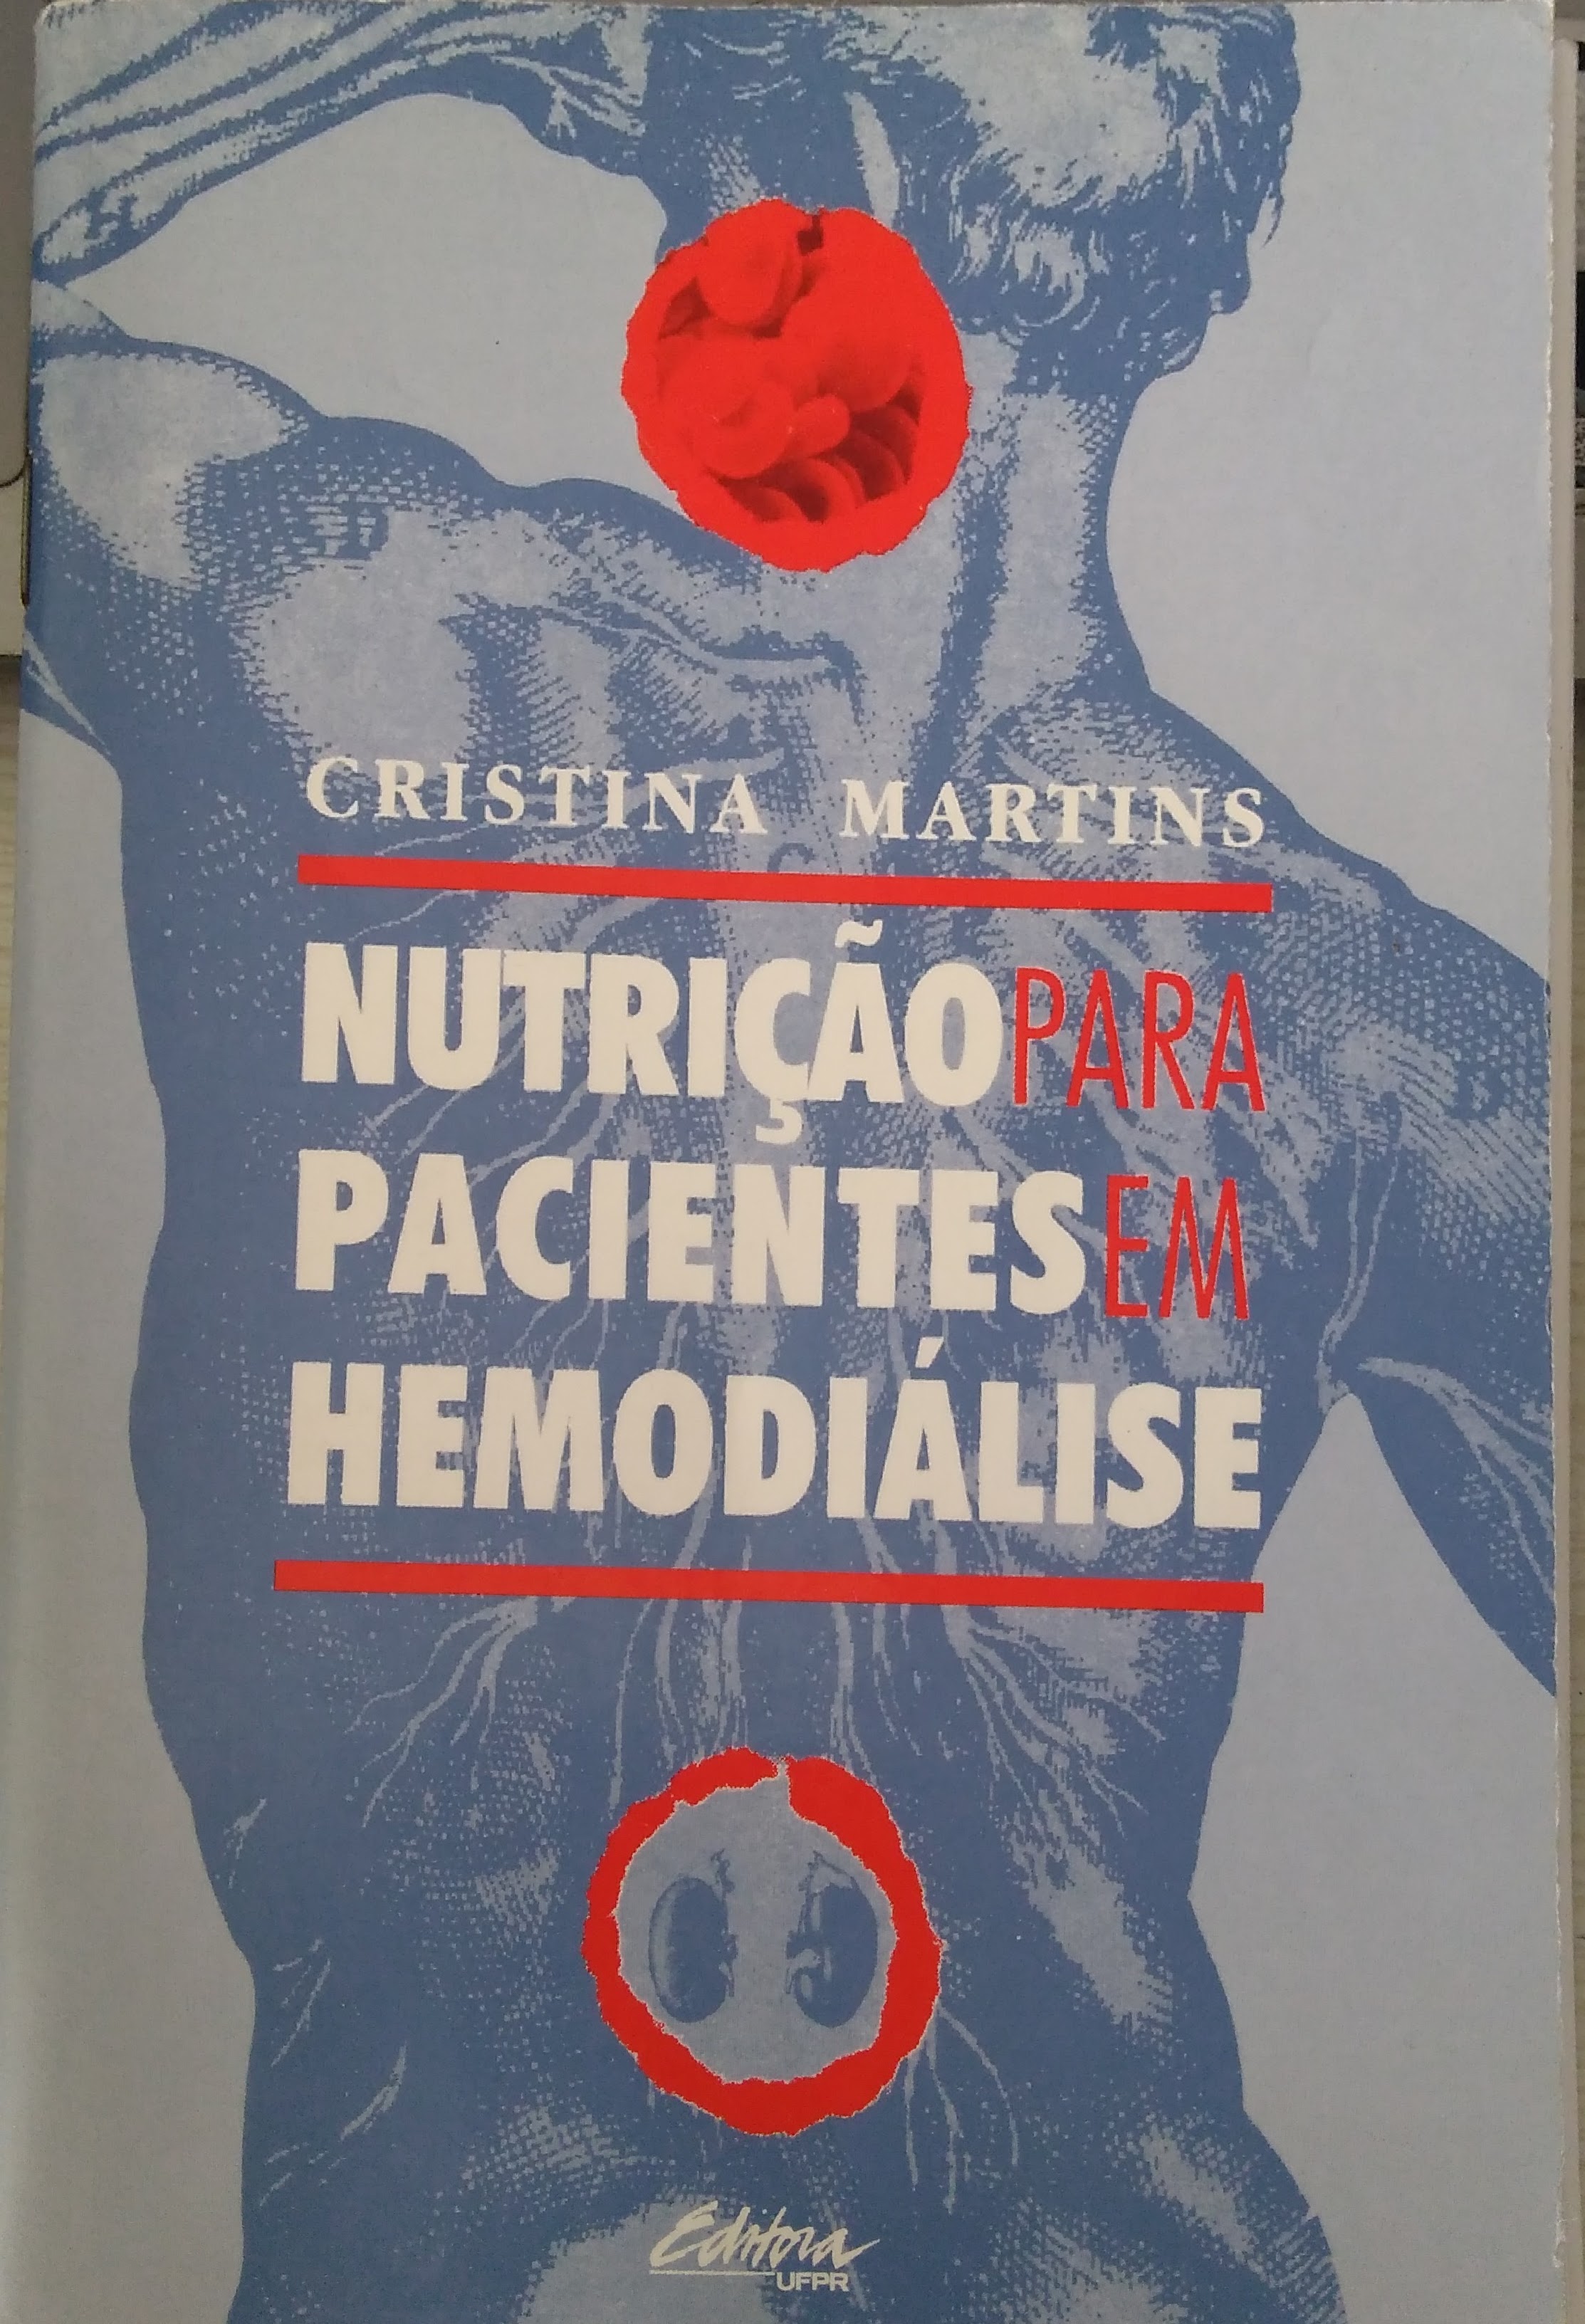 CRISTINA MARTINS
NUTRIÇÃO PARA
PACIENTES EM
HEMODIÁLISE
Editora
UFPR